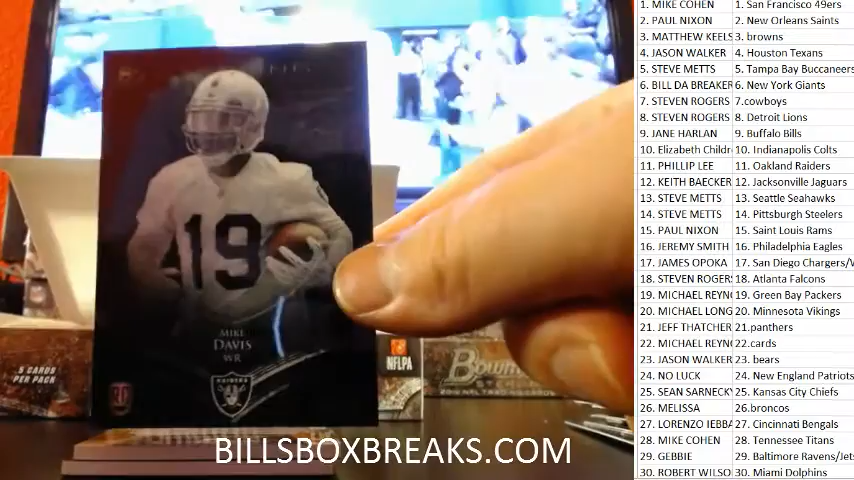 1. MIKE COHEN 1. San Francisco 49ers
2. PAUL NIXON 2. New Orleans Saints
3. MATTHEW KEELS 3. browns
4. JASON WALKER 4. Houston Texans
5. STEVE METTS 5. Tampa Bay Buccaneers
6. BILL DA BREAKER 6. New York Giants
7. STEVEN ROGERS 7.cowboys
8. STEVEN ROGERS 8. Detroit Lions
9. JANE HARLAN 9. Buffalo Bills
10. Elizabeth Childr 10. Indianapolis Colts
11. PHILLIP LEE 11. Oakland Raiders
12. KEITH BAECKER 12. Jacksonville Jaguars
13. STEVE METTS 13. Seattle Seahawks
14. STEVE METTS 14. Pittsburgh Steelers
15. PAUL NIXON 15. Saint Louis Rams
16. JEREMY SMITH 16. Philadelphia Eagles
17. JAMES OPOKA 17. San Diego Chargers/V
18. STEVEN ROGERS 18. Atlanta Falcons
19. MICHAEL REYN 19. Green Bay Packers
20. MICHAEL LONG 20. Minnesota Vikings
21. JEFF THATCHER 21.panthers
22. MICHAEL REYN 22.cards
23. JASON WALKER 23. bears
24. NO LUCK 24. New England Patriots
25. SEAN SARNECK 25. Kansas City Chiefs
26. MELISSA 26.broncos
27. LORENZO IEBBA 27. Cincinnati Bengals
28. MIKE COHEN 28. Tennessee Titans
29. GEBBIE 29. Baltimore Ravens/Jets
30. ROBERT WILSO 30. Miami Dolphins
19
MIKE
DAVIS
WR
RAIDERS
5 CARDS
PER PACK
NFLPA
Bowman
BILLSBOXBREAKS.COM